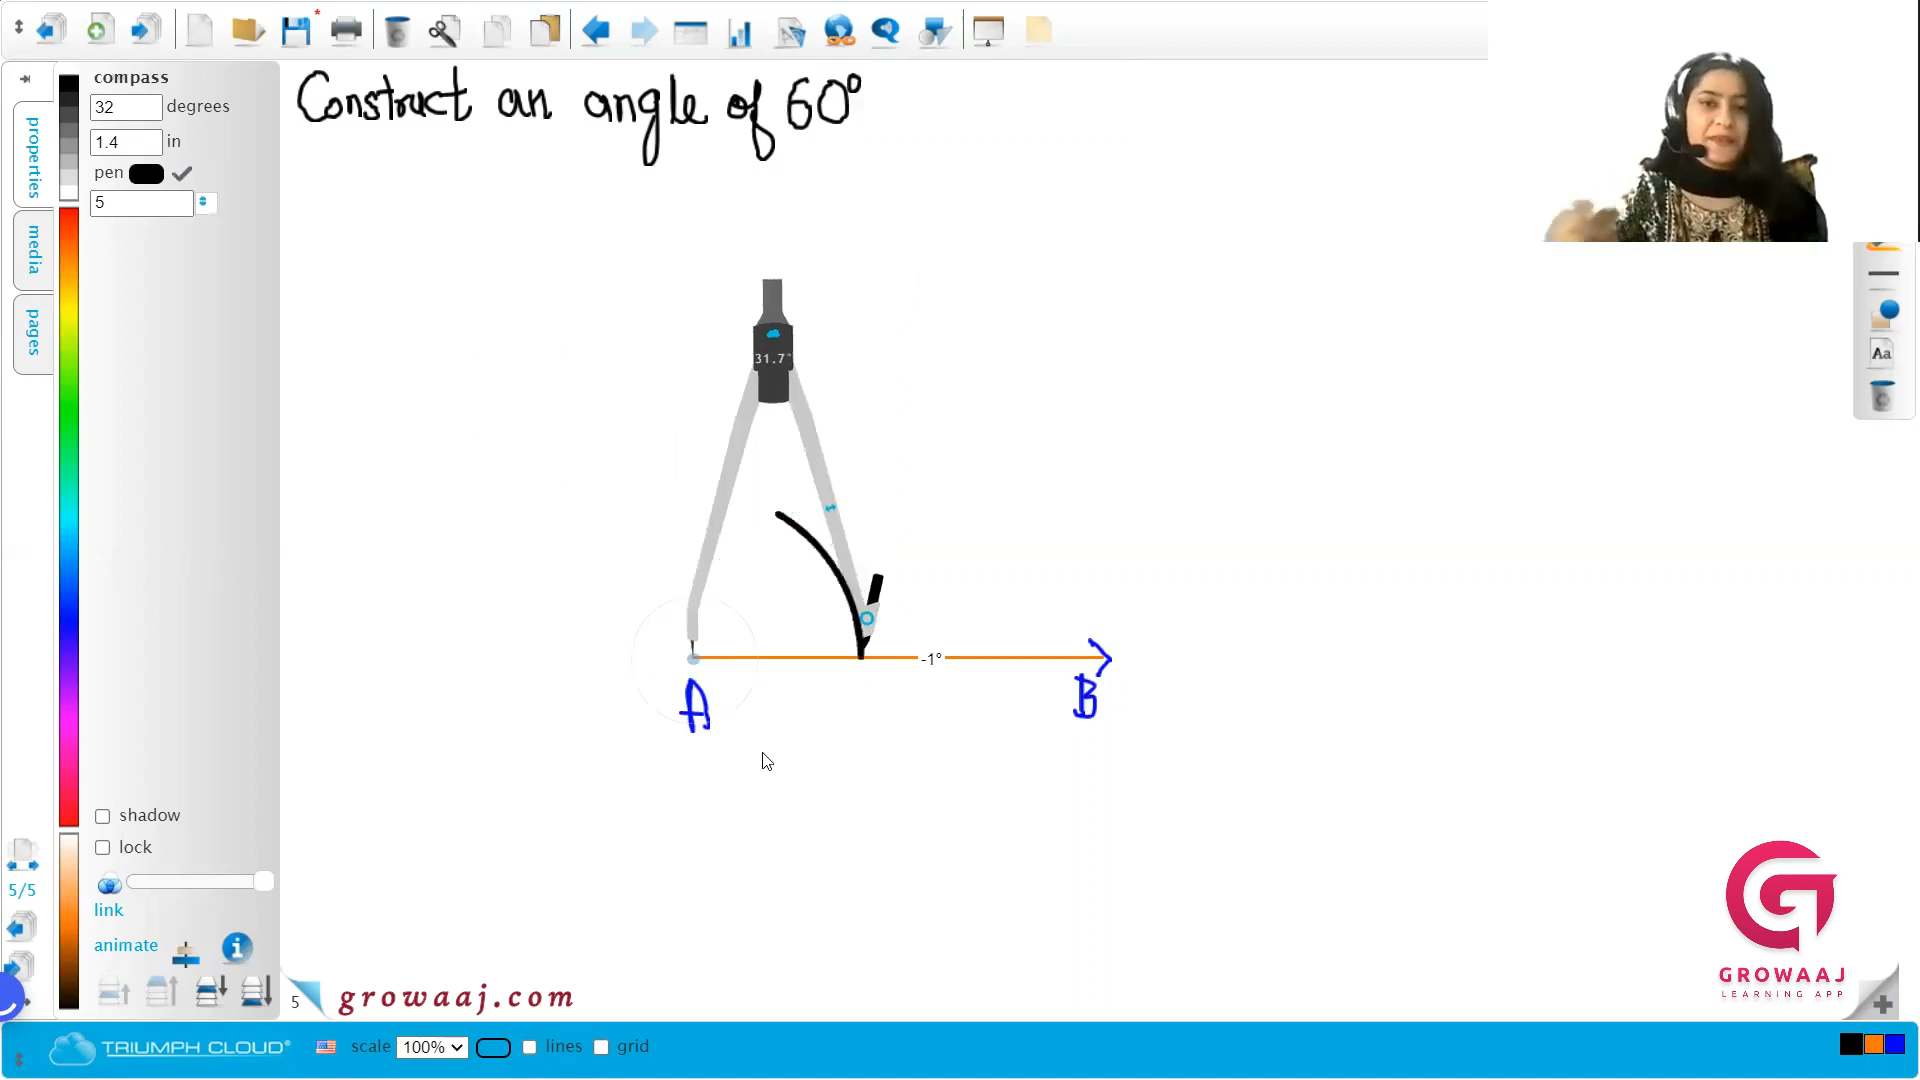 compass
32 degrees
1.4 in
pen
5
properties
media
pages
Construct an angle of 60°
31.7°
-1°
A
B
Aa
shadow
lock
5/5
link
animate
5
growaaj.com
GROWAAJ
LEARNING APP
TRIUMPH CLOUD
scale 100% lines grid